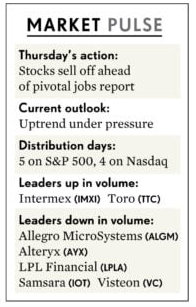 MARKET PULSE
Thursday's action:
Stocks sell off ahead
of pivotal jobs report
Current outlook:
Uptrend under pressure
Distribution days:
5 on S&P 500, 4 on Nasdaq
Leaders up in volume:
Intermex (IMXI) Toro (TTC)
Leaders down in volume:
Allegro MicroSystems (ALGM)
Alteryx (AYX)
LPL Financial (LPLA)
Samsara (IOT) Visteon (VC)